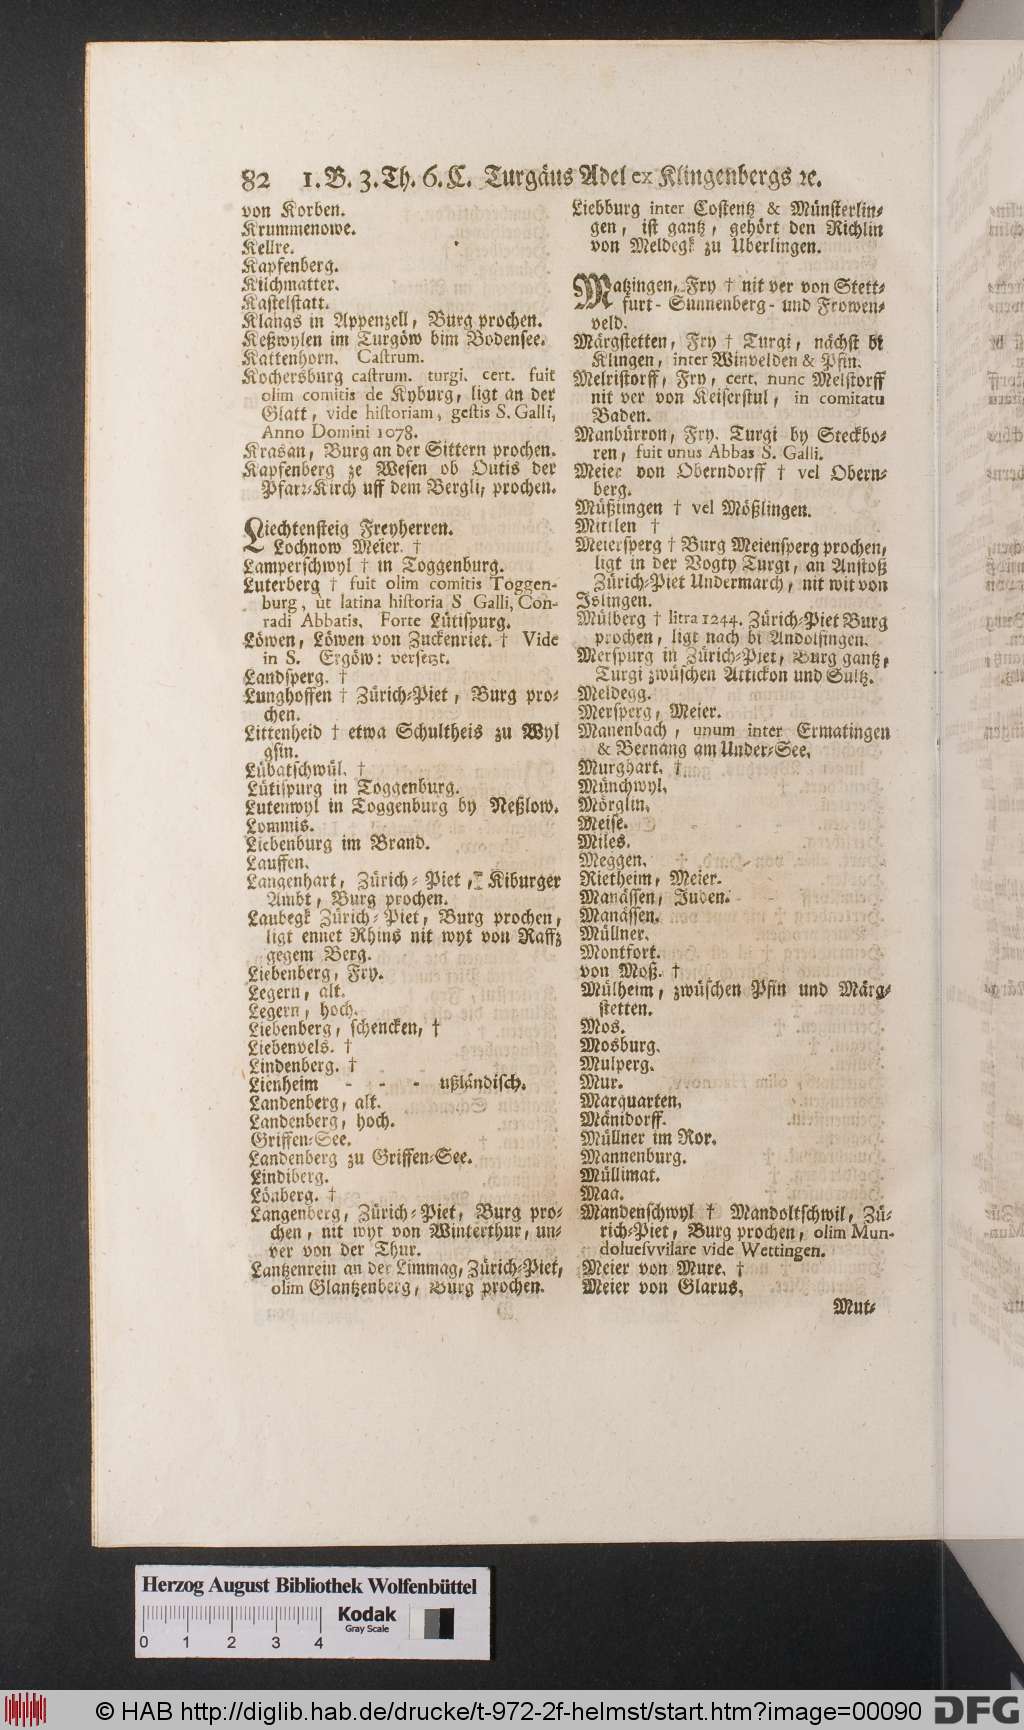 82 1. B. 3. Th. 6. C. Turgäus Adel ex Klingenbergs ꝛc.
von Korben.
Krummenowe.
Kellre.
Kapfenberg.
Kilchmatter.
Kastelstatt.
Klangs in Appenzell, Burg prochen.
Keßwylen im Turgöw bim Bodensee.
Kattenhorn. Castrum.
Kochersburg castrum. turgi. cert. fuit
olim comitis de Kyburg, ligt an der
Glatt, vide historiam, gestis S. Galli,
Anno Domini 1078.
Krasan, Burg an der Sittern prochen.
Kapfenberg ze Wesen ob Outis der
Pfarr-Kirch uff dem Bergli, prochen.
Liechtensteig Freyherren.
Lochnow Meier. †
Lamperschwyl † in Toggenburg.
Luterberg † fuit olim comitis Toggen-
burg, ut latina historia S Galli, Con-
radi Abbatis. Forte Lütispurg.
Löwen, Löwen von Zuckenriet. † Vide
in S. Ergöw: versetzt.
Landsperg. †
Lunghoffen † Zürich-Piet, Burg pro-
chen.
Littenheid † etwa Schultheis zu Wyl
gsin.
Lübatschwül. †
Lütispurg in Toggenburg.
Lutenwyl in Toggenburg by Neßlow.
Lommis.
Liebenburg im Brand.
Lauffen.
Langenhart, Zürich-Piet, Kiburger
Ambt, Burg prochen.
Laubegk Zürich-Piet, Burg prochen,
ligt ennet Rhins nit wyt von Raffz
gegem Berg.
Liebenberg, Fry.
Legern, alt.
Legern, hoch.
Liebenberg, schencken, †
Liebenvels. †
Lindenberg. †
Lienheim - - - ußländisch.
Landenberg, alt.
Landenberg, hoch.
Griffen-See.
Landenberg zu Griffen-See.
Lindiberg.
Lönberg. †
Langenberg, Zürich-Piet, Burg pro-
chen, nit wyt von Winterthur, un-
ver von der Thur.
Lantzenrein an der Limmag, Zürich-Piet,
olim Glantzenberg, Burg prochen.
Liebburg inter Costentz & Münsterlin-
gen, ist gantz, gehört den Richlin
von Meldegk zu Uberlingen.
Matzingen, Fry † nit ver von Stett-
furt- Sunnenberg- und Frowen-
veld.
Märgstetten, Fry † Turgi, nächst bi
Klingen, inter Winvelden & Pfin.
Melristorff, Fry, cert. nunc Melstorff
nit ver von Keiserstul, in comitatu
Baden.
Manbürron, Fry. Turgi by Steckbo-
ren, fuit unus Abbas S. Galli.
Meier von Oberndorff † vel Obern-
berg.
Müßlingen † vel Mößlingen.
Mittlen †
Meiersperg † Burg Meiensperg prochen,
ligt in der Vogty Turgi, an Anstoß
Zürich-Piet Undermarch, nit wit von
Islingen.
Mülberg † litra 1244. Zürich-Piet Burg
prochen, ligt nach bi Andolfingen.
Merspurg in Zürich-Piet, Burg gantz,
Turgi zwüschen Attickon und Sultz.
Meldegg.
Mersperg, Meier.
Manenbach, unum inter Ermatingen
& Bernang am Under-See.
Murghart. †
Münchwyl.
Mörglin.
Meise.
Miles.
Meggen.
Rietheim, Meier.
Manässen, Juden.
Manässen.
Müllner.
Montfort.
von Moß. †
Mülheim, zwüschen Pfin und Märg-
stetten.
Mos.
Mosburg.
Mulperg.
Mur.
Marquarten.
Mänidorff.
Müllner im Ror.
Mannenburg.
Müllimat.
Maa.
Mandenschwyl † Mandoltschwil, Zü-
rich-Piet, Burg prochen, olim Mun-
doluesvvilare vide Wettingen.
Meier von Mure. †
Meier von Glarus.
Mut-
Herzog August Bibliothek Wolfenbüttel
Kodak
Gray Scale
0 1 2 3 4
© HAB http://diglib.hab.de/drucke/t-972-2f-helmst/start.htm?image=00090
DFG